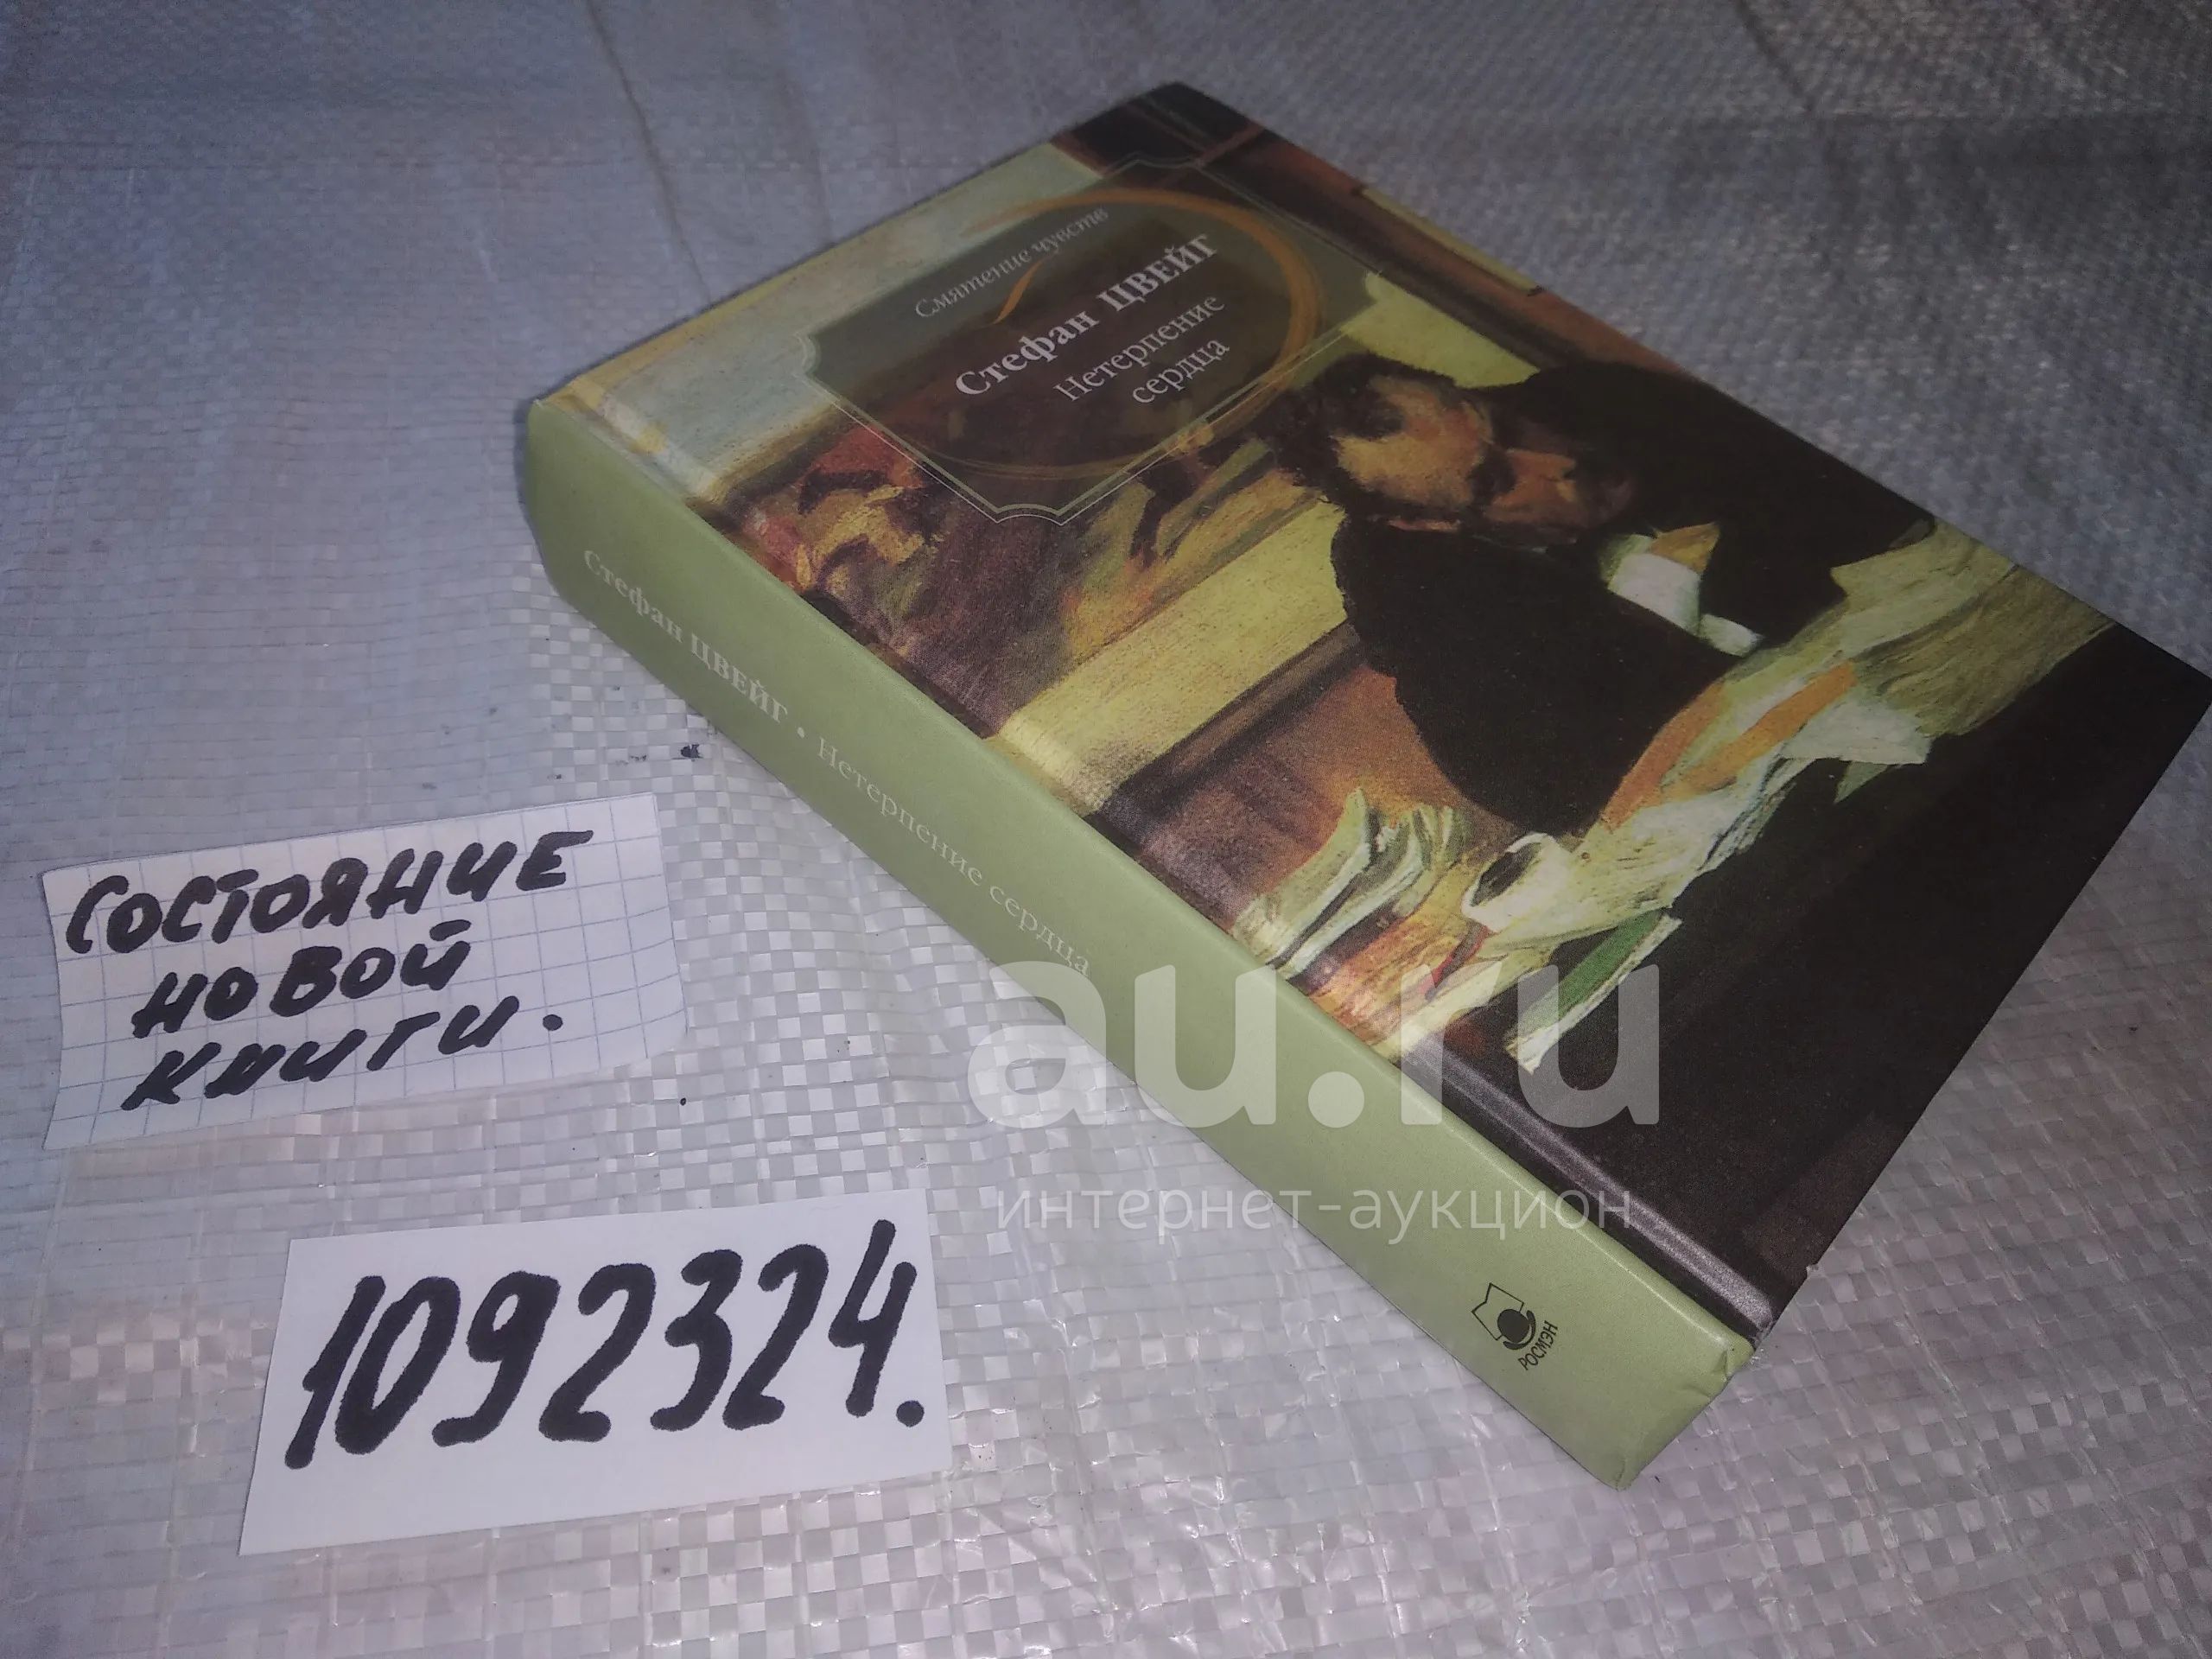 Смятение чувств
Стефан ЦВЕЙГ
Нетерпение
сердца
Стефан ЦВЕЙГ • Нетерпение сердца
РОСМЭН
СОСТОЯНИЕ
НОВОЙ
КНИГИ.
1092324.
au.ru
интернет-аукцион